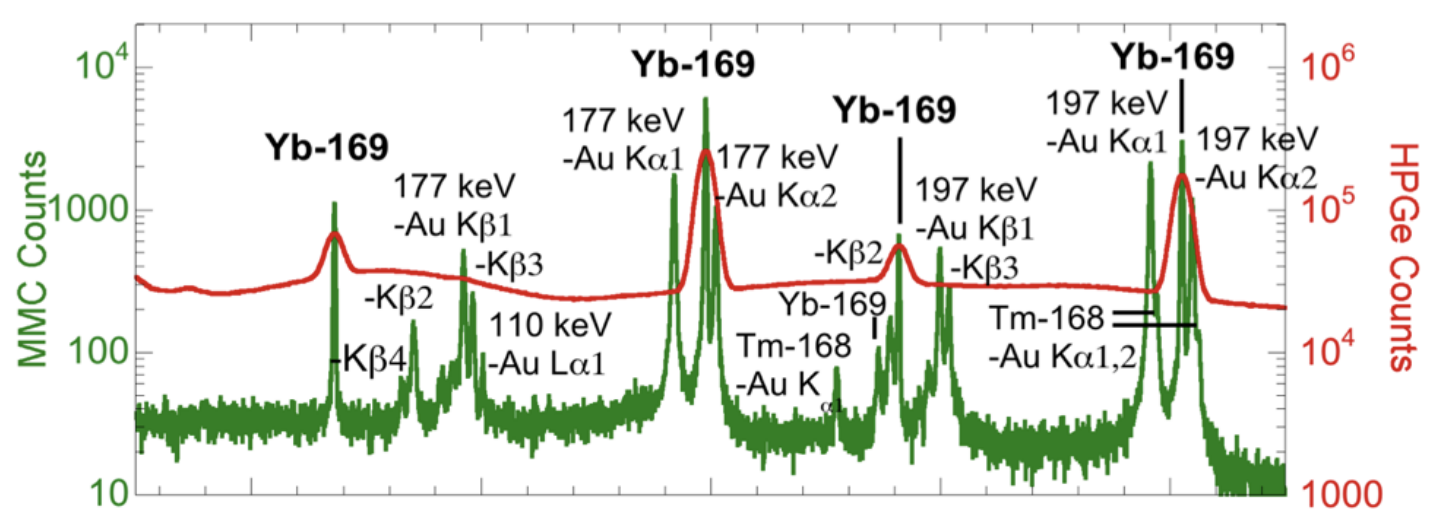 Yb-169
Yb-169
Yb-169
Yb-169
10⁴
1000
100
10
MMC Counts
10⁶
10⁵
10⁴
1000
HPGe Counts
177 keV
-Au Kβ1
-Kβ3
-Kβ2
-Kβ4
110 keV
-Au Lα1
177 keV
-Au Kα1
177 keV
-Au Kα2
-Kβ2
Yb-169
Tm-168
-Au K
α1
197 keV
-Au Kβ1
-Kβ3
197 keV
-Au Kα1
197 keV
-Au Kα2
Tm-168
-Au Kα1,2